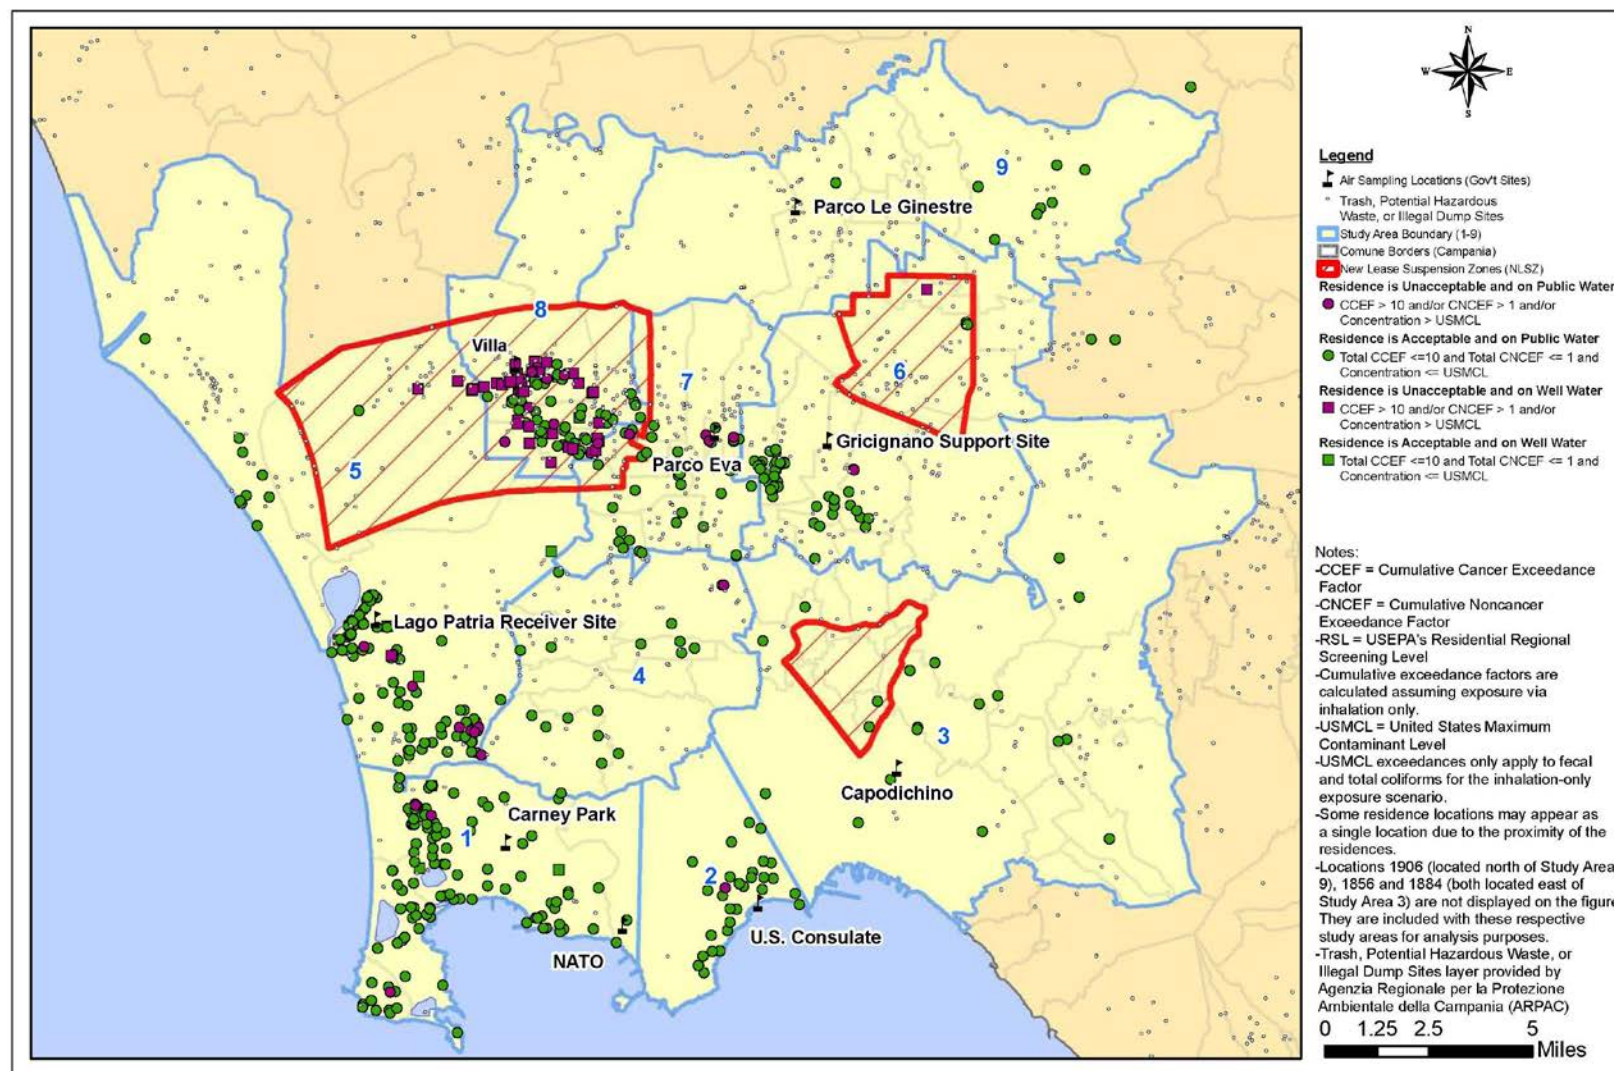 N
W E
S
Legend
Air Sampling Locations (Gov't Sites)
Trash, Potential Hazardous
Waste, or Illegal Dump Sites
Study Area Boundary (1-9)
Comune Borders (Campania)
New Lease Suspension Zones (NLSZ)
Residence is Unacceptable and on Public Water
CCEF > 10 and/or CNCEF > 1 and/or
Concentration > USMCL
Residence is Acceptable and on Public Water
Total CCEF <=10 and Total CNCEF <= 1 and
Concentration <= USMCL
Residence is Unacceptable and on Well Water
CCEF > 10 and/or CNCEF > 1 and/or
Concentration > USMCL
Residence is Acceptable and on Well Water
Total CCEF <=10 and Total CNCEF <= 1 and
Concentration <= USMCL
Notes:
-CCEF = Cumulative Cancer Exceedance
Factor
-CNCEF = Cumulative Noncancer
Exceedance Factor
-RSL = USEPA's Residential Regional
Screening Level
-Cumulative exceedance factors are
calculated assuming exposure via
inhalation only.
-USMCL = United States Maximum
Contaminant Level
-USMCL exceedances only apply to fecal
and total coliforms for the inhalation-only
exposure scenario.
-Some residence locations may appear as
a single location due to the proximity of the
residences.
-Locations 1906 (located north of Study Area
9), 1856 and 1884 (both located east of
Study Area 3) are not displayed on the figure
They are included with these respective
study areas for analysis purposes.
-Trash, Potential Hazardous Waste, or
Illegal Dump Sites layer provided by
Agenzia Regionale per la Protezione
Ambientale della Campania (ARPAC)
0 1.25 2.5 5
Miles
9
Parco Le Ginestre
8
Villa
7
6
Gricignano Support Site
Parco Eva
5
Lago Patria Receiver Site
4
3
Capodichino
Carney Park
1
2
U.S. Consulate
NATO